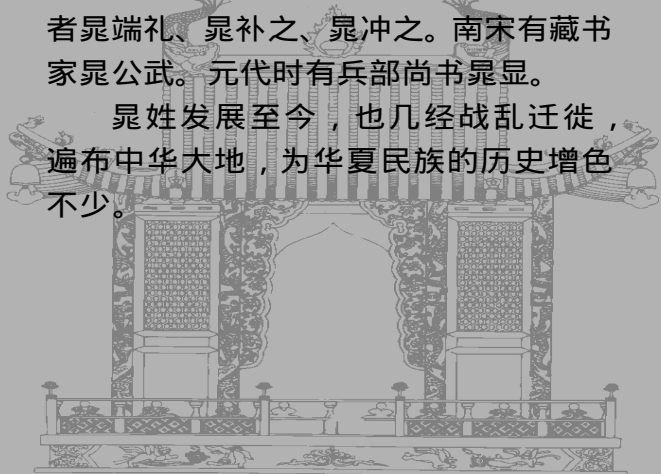 者晁端礼、晁补之、晁冲之。南宋有藏书
家晁公武。元代时有兵部尚书晁显。
晁姓发展至今，也几经战乱迁徙，
遍布中华大地，为华夏民族的历史增色
不少。